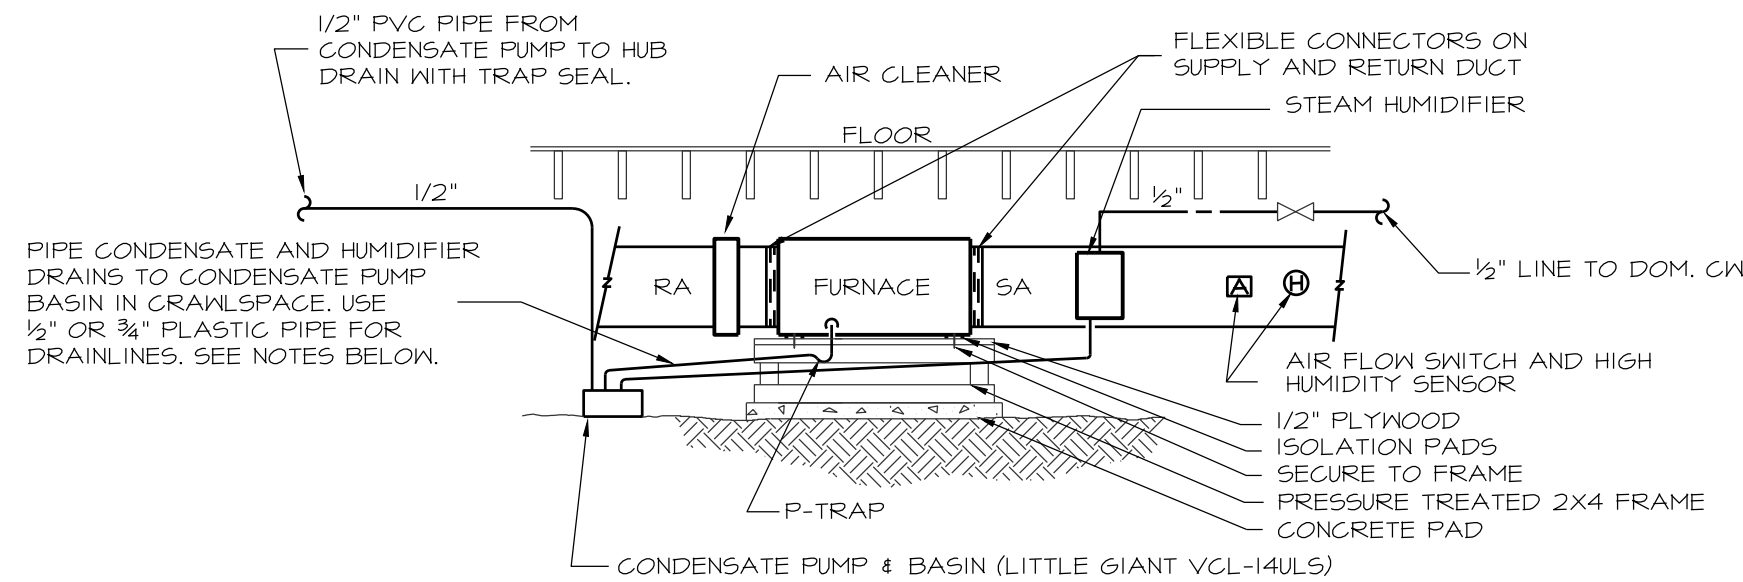 1/2" PVC PIPE FROM
CONDENSATE PUMP TO HUB
DRAIN WITH TRAP SEAL.
AIR CLEANER
FLEXIBLE CONNECTORS ON
SUPPLY AND RETURN DUCT
STEAM HUMIDIFIER
FLOOR
1/2"
½"
PIPE CONDENSATE AND HUMIDIFIER
DRAINS TO CONDENSATE PUMP
BASIN IN CRAWLSPACE. USE
½" OR ¾" PLASTIC PIPE FOR
DRAINLINES. SEE NOTES BELOW.
RA
FURNACE
SA
A
H
½" LINE TO DOM. CW
AIR FLOW SWITCH AND HIGH
HUMIDITY SENSOR
1/2" PLYWOOD
ISOLATION PADS
SECURE TO FRAME
PRESSURE TREATED 2X4 FRAME
CONCRETE PAD
P-TRAP
CONDENSATE PUMP & BASIN (LITTLE GIANT VCL-14ULS)